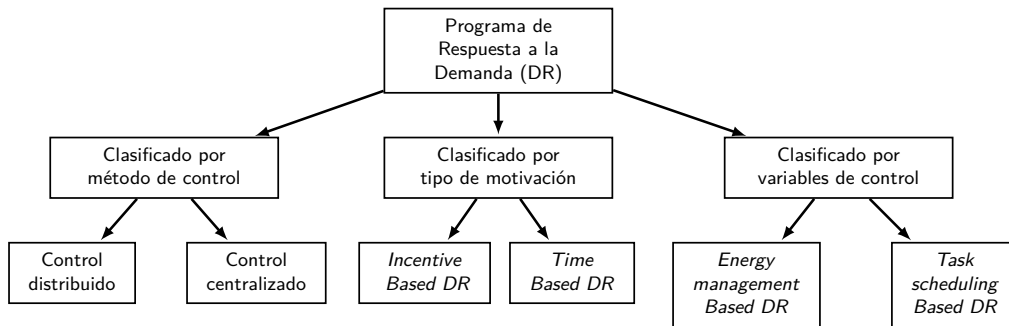 Programa de
Respuesta a la
Demanda (DR)
Clasificado por
método de control
Clasificado por
tipo de motivación
Clasificado por
variables de control
Control
distribuido
Control
centralizado
Incentive
Based DR
Time
Based DR
Energy
management
Based DR
Task
scheduling
Based DR